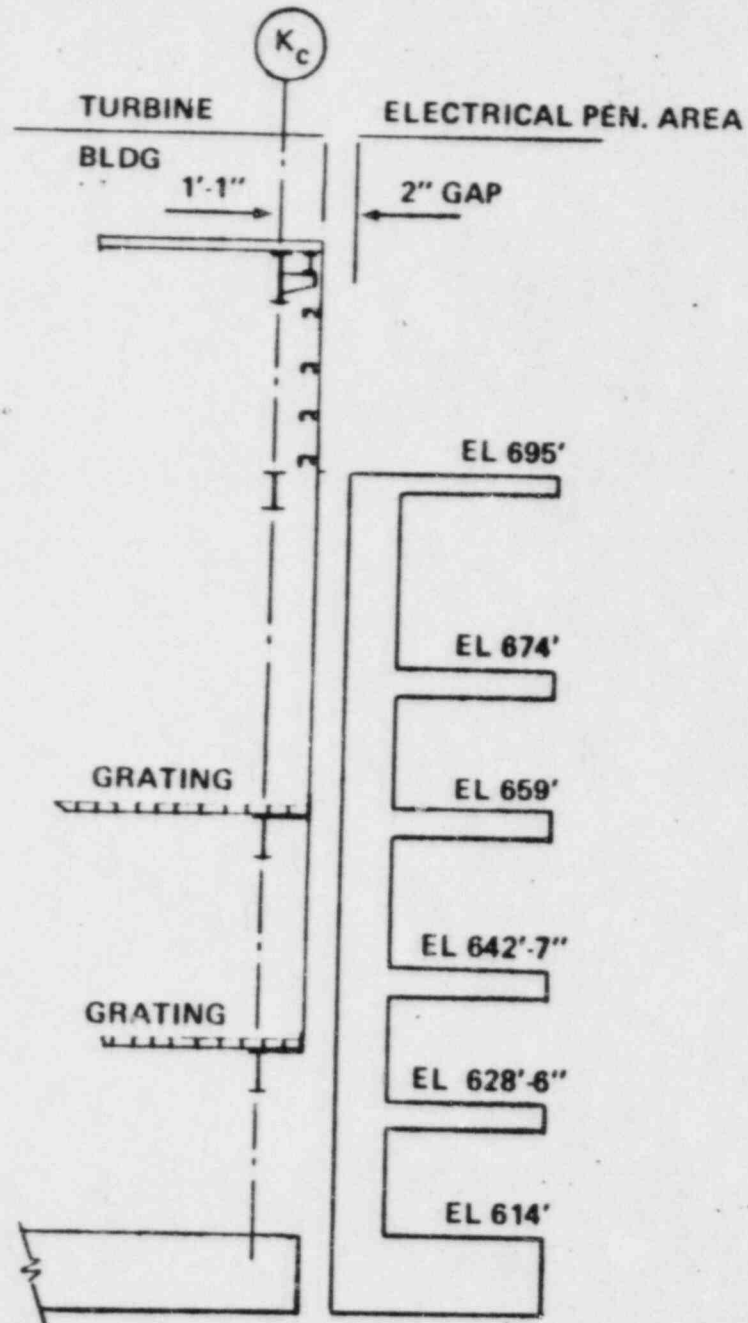 Kc
TURBINE
ELECTRICAL PEN. AREA
BLDG
1'-1"
2" GAP
EL 695'
EL 674'
GRATING
EL 659'
EL 642'-7"
GRATING
EL 628'-6"
EL 614'